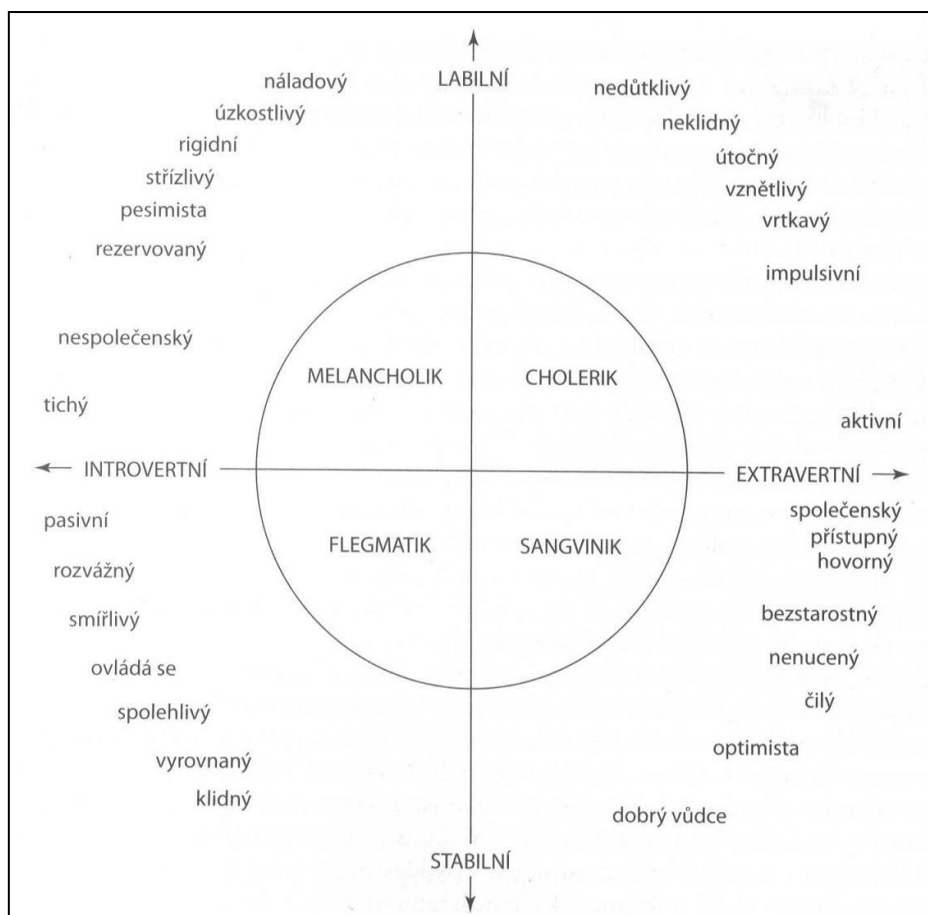 LABILNÍ
náladový
úzkostlivý
rigidní
střízlivý
pesimista
rezervovaný
nespolečenský
tichý
nedůtklivý
neklidný
útočný
vznětlivý
vrtkavý
impulsivní
aktivní
MELANCHOLIK
CHOLERIK
INTROVERTNÍ
EXTRAVERTNÍ
FLEGMATIK
SANGVINIK
pasivní
rozvážný
smířlivý
ovládá se
spolehlivý
vyrovnaný
klidný
společenský
přístupný
hovorný
bezstarostný
nenucený
čilý
optimista
dobrý vůdce
STABILNÍ